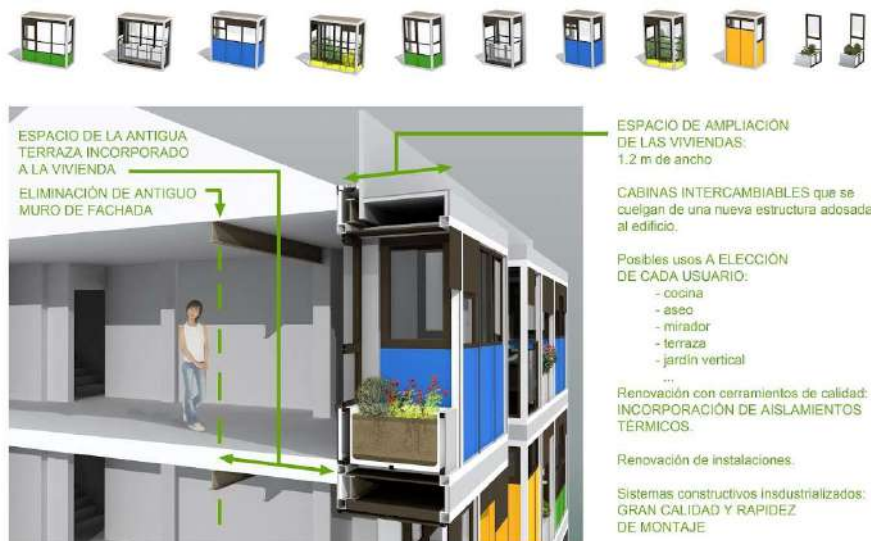 ESPACIO DE LA ANTIGUA
TERRAZA INCORPORADO
A LA VIVIENDA
ELIMINACIÓN DE ANTIGUO
MURO DE FACHADA
ESPACIO DE AMPLIACIÓN
DE LAS VIVIENDAS:
1.2 m de ancho
CABINAS INTERCAMBIABLES que se
cuelgan de una nueva estructura adosada
al edificio.
Posibles usos A ELECCIÓN
DE CADA USUARIO:
- cocina
- aseo
- mirador
- terraza
- jardín vertical
...
Renovación con cerramientos de calidad:
INCORPORACIÓN DE AISLAMIENTOS
TÉRMICOS.
Renovación de instalaciones.
Sistemas constructivos insdustrializados:
GRAN CALIDAD Y RAPIDEZ
DE MONTAJE